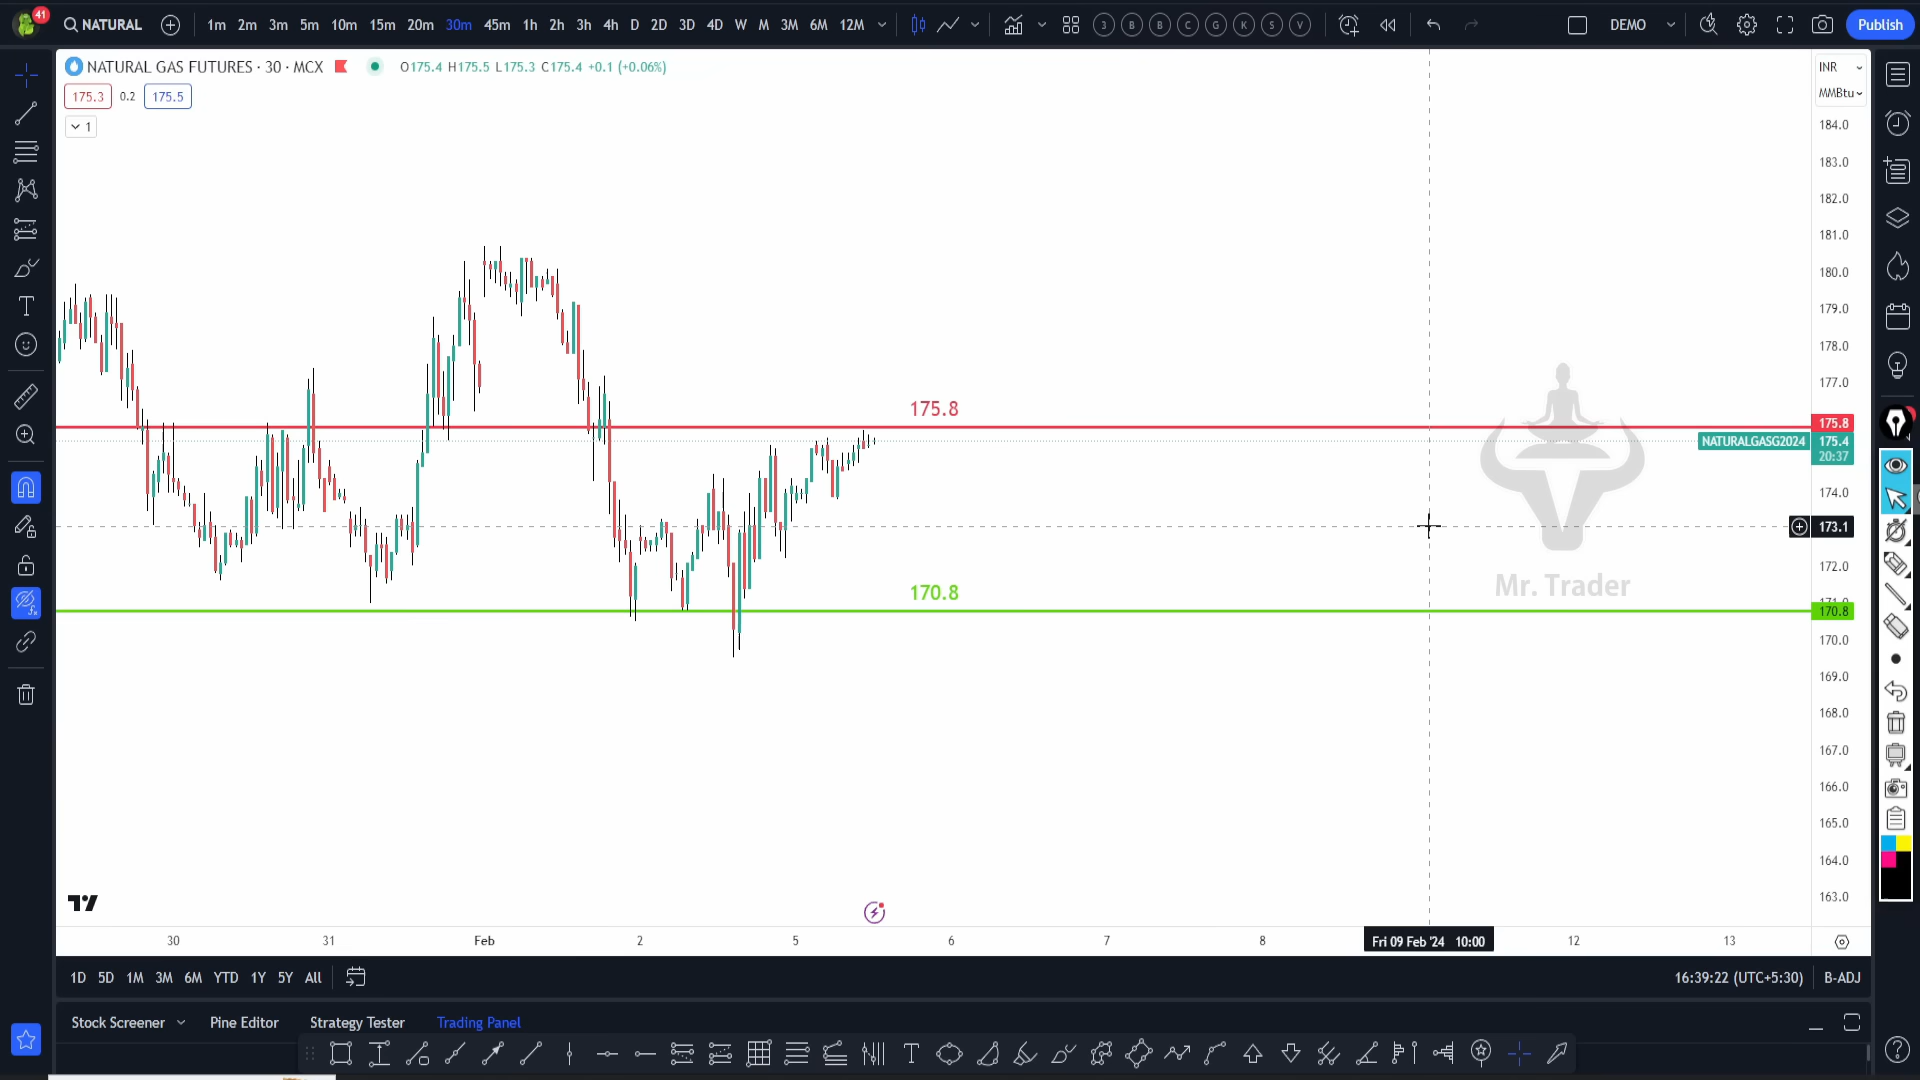 41
NATURAL
1m 2m 3m 5m 10m 15m 20m 30m 45m 1h 2h 3h 4h D 2D 3D 4D W M 3M 6M 12M
3 B B C G K S V
DEMO
Publish
NATURAL GAS FUTURES · 30 · MCX
O175.4 H175.5 L175.3 C175.4 +0.1 (+0.06%)
INR
175.3 0.2 175.5
MMBtu
1
184.0
183.0
182.0
181.0
180.0
179.0
178.0
177.0
175.8
175.8
NATURALGASG2024 175.4
20:37
174.0
173.1
172.0
Mr. Trader
170.8
171.0
170.8
170.0
169.0
168.0
167.0
166.0
165.0
164.0
163.0
30 31 Feb 2 5 6 7 8 Fri 09 Feb '24 10:00 12 13
1D 5D 1M 3M 6M YTD 1Y 5Y All
16:39:22 (UTC+5:30) B-ADJ
Stock Screener Pine Editor Strategy Tester Trading Panel
T